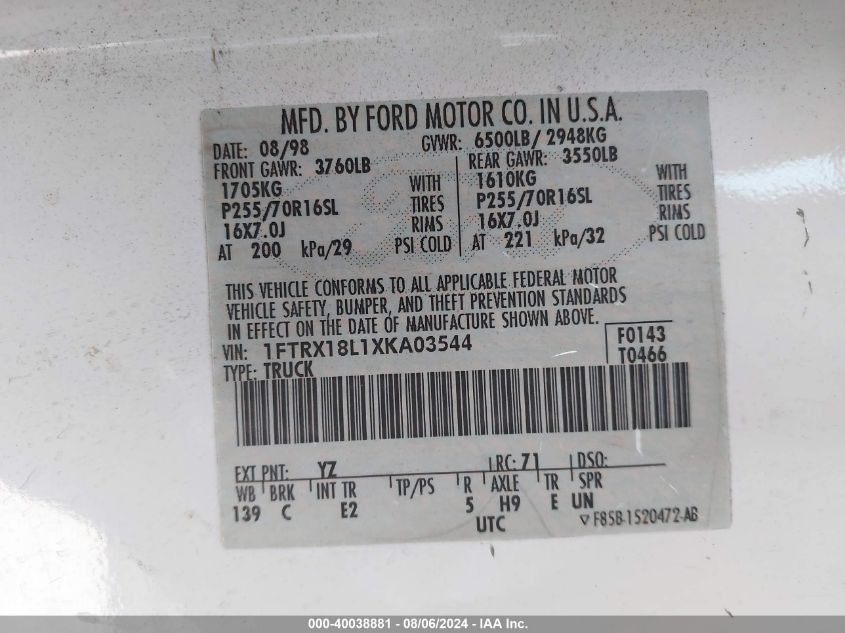 MFD. BY FORD MOTOR CO. IN U.S.A.
DATE: 08/98 GVWR: 6500LB/ 2948KG
FRONT GAWR: 3760LB REAR GAWR: 3550LB
1705KG WITH 1610KG WITH
P255/70R16SL TIRES P255/70R16SL TIRES
16X7.0J RIMS 16X7.0J RIMS
AT 200 kPa/29 PSI COLD AT 221 kPa/32 PSI COLD
THIS VEHICLE CONFORMS TO ALL APPLICABLE FEDERAL MOTOR
VEHICLE SAFETY, BUMPER, AND THEFT PREVENTION STANDARDS
IN EFFECT ON THE DATE OF MANUFACTURE SHOWN ABOVE.
VIN: 1FTRX18L1XKA03544 F0143
TYPE: TRUCK T0466
EXT PNT: YZ RC: 71 DSO:
WB BRK INT TR TP/PS R AXLE TR SPR
139 C E2 5 H9 E UN
UTC ▽ F85B-1520472-AB
000-40038881 - 08/06/2024 - IAA Inc.